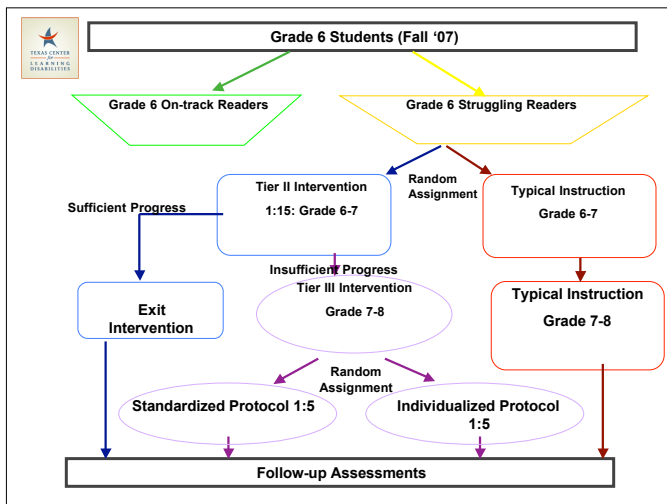 Grade 6 Students (Fall ‘07)
TEXAS CENTER
for
LEARNING
DISABILITIES
Grade 6 On-track Readers
Grade 6 Struggling Readers
Random
Assignment
Tier II Intervention
1:15: Grade 6-7
Typical Instruction
Grade 6-7
Sufficient Progress
Insufficient Progress
Tier III Intervention
Grade 7-8
Exit
Intervention
Typical Instruction
Grade 7-8
Random
Assignment
Standardized Protocol 1:5
Individualized Protocol
1:5
Follow-up Assessments